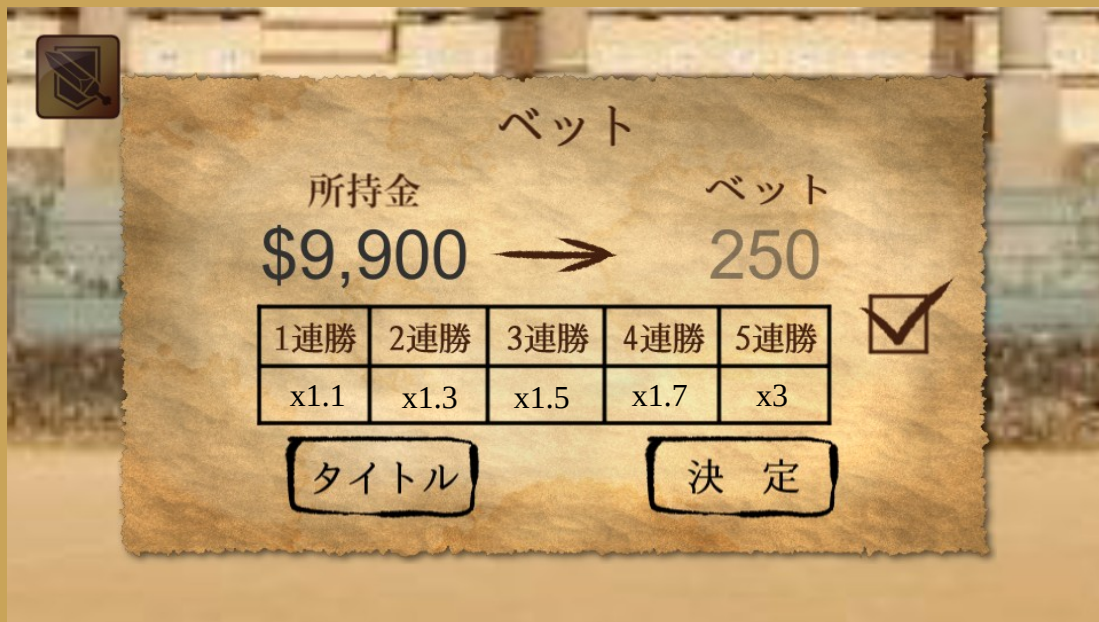 ベット
所持金 ベット
$9,900 250
1連勝 2連勝 3連勝 4連勝 5連勝
x1.1 x1.3 x1.5 x1.7 x3
タイトル 決 定